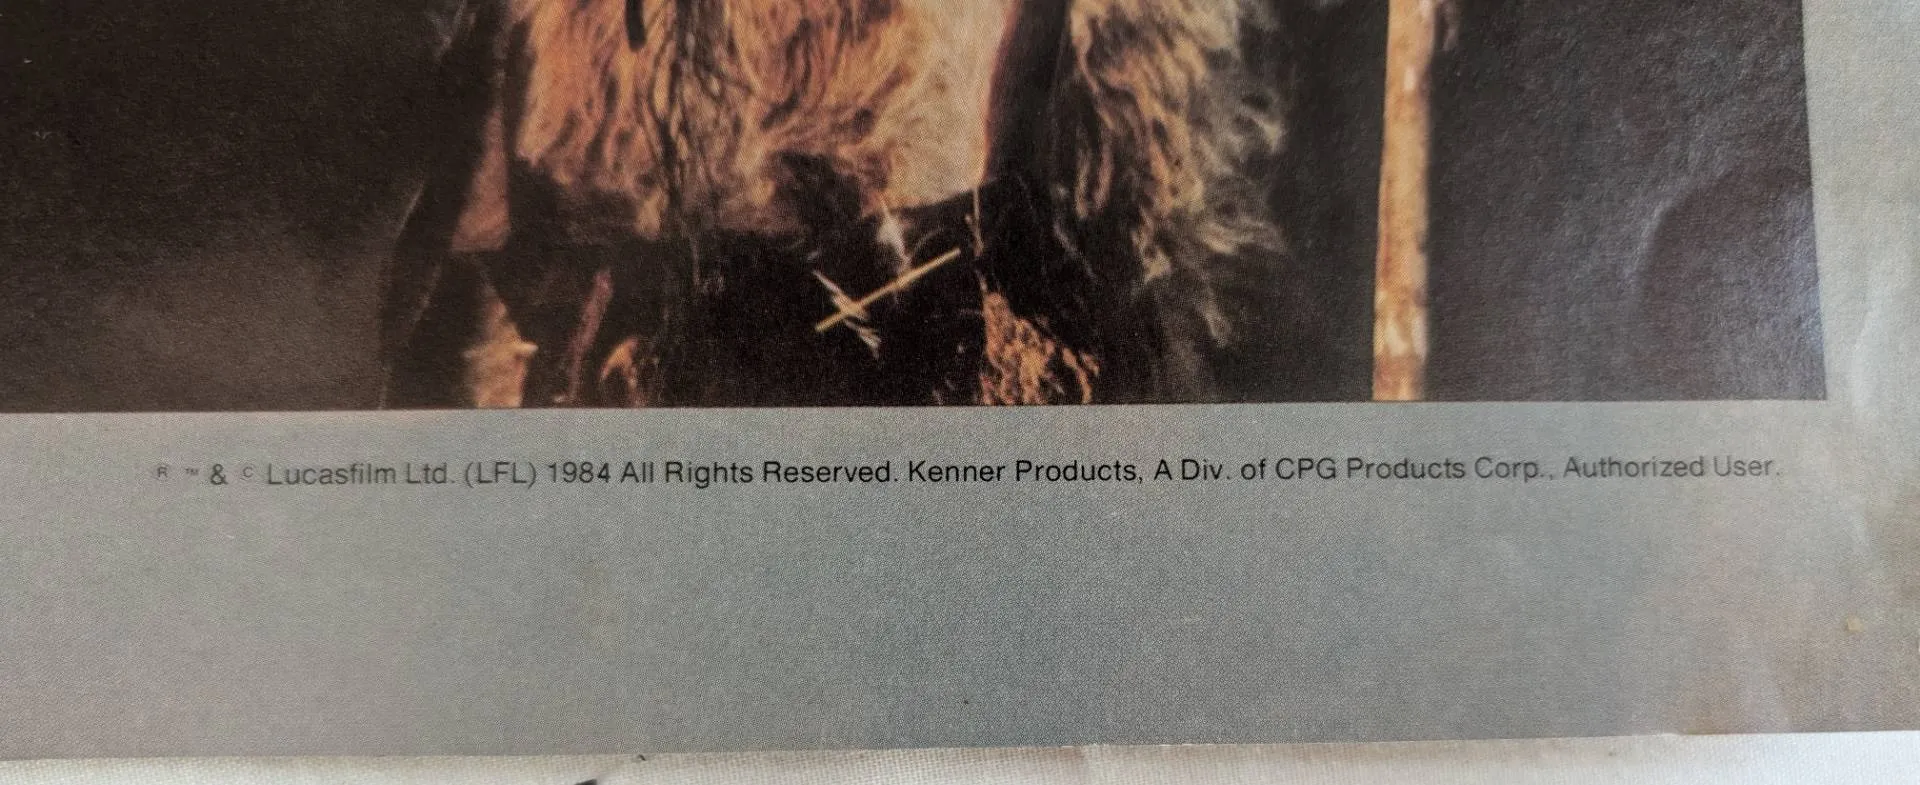 R ™ & © Lucasfilm Ltd. (LFL) 1984 All Rights Reserved. Kenner Products, A Div. of CPG Products Corp., Authorized User.